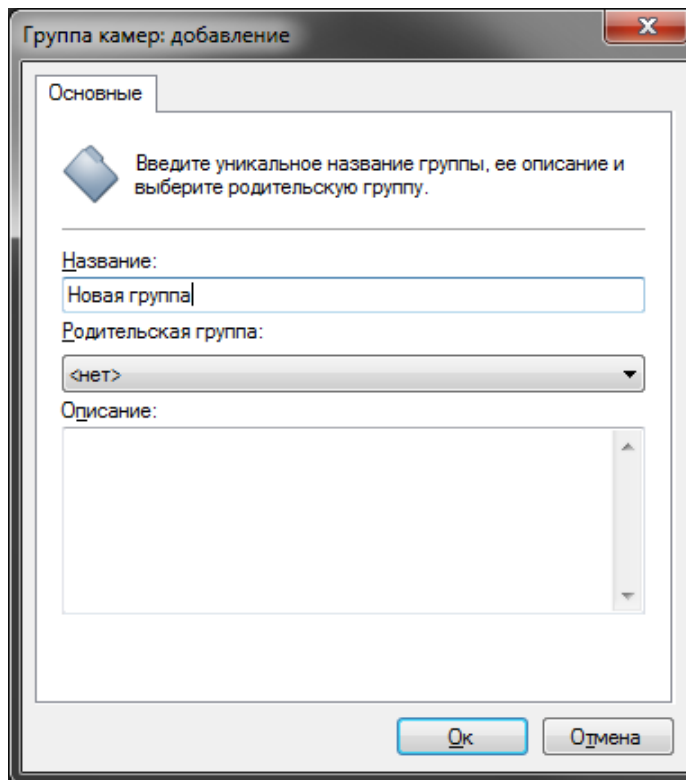 Группа камер: добавление
Основные
Введите уникальное название группы, ее описание и
выберите родительскую группу.
Название:
Новая группа
Родительская группа:
<нет>
Описание:
Ок
Отмена